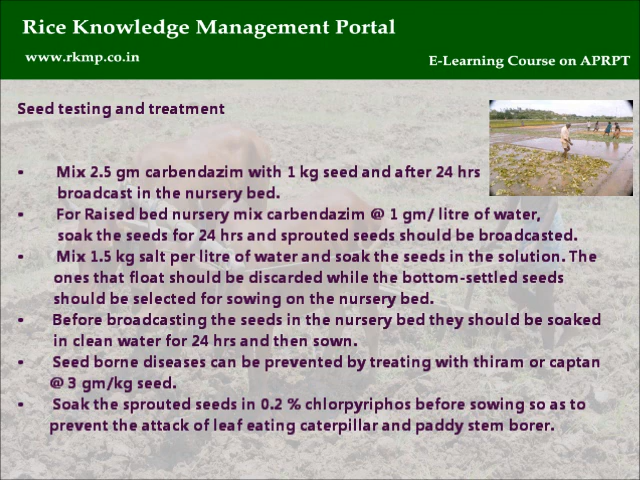 Rice Knowledge Management Portal
www.rkmp.co.in
E-Learning Course on APRPT
Seed testing and treatment
• Mix 2.5 gm carbendazim with 1 kg seed and after 24 hrs
broadcast in the nursery bed.
• For Raised bed nursery mix carbendazim @ 1 gm/ litre of water,
soak the seeds for 24 hrs and sprouted seeds should be broadcasted.
• Mix 1.5 kg salt per litre of water and soak the seeds in the solution. The
ones that float should be discarded while the bottom-settled seeds
should be selected for sowing on the nursery bed.
• Before broadcasting the seeds in the nursery bed they should be soaked
in clean water for 24 hrs and then sown.
• Seed borne diseases can be prevented by treating with thiram or captan
@ 3 gm/kg seed.
• Soak the sprouted seeds in 0.2 % chlorpyriphos before sowing so as to
prevent the attack of leaf eating caterpillar and paddy stem borer.